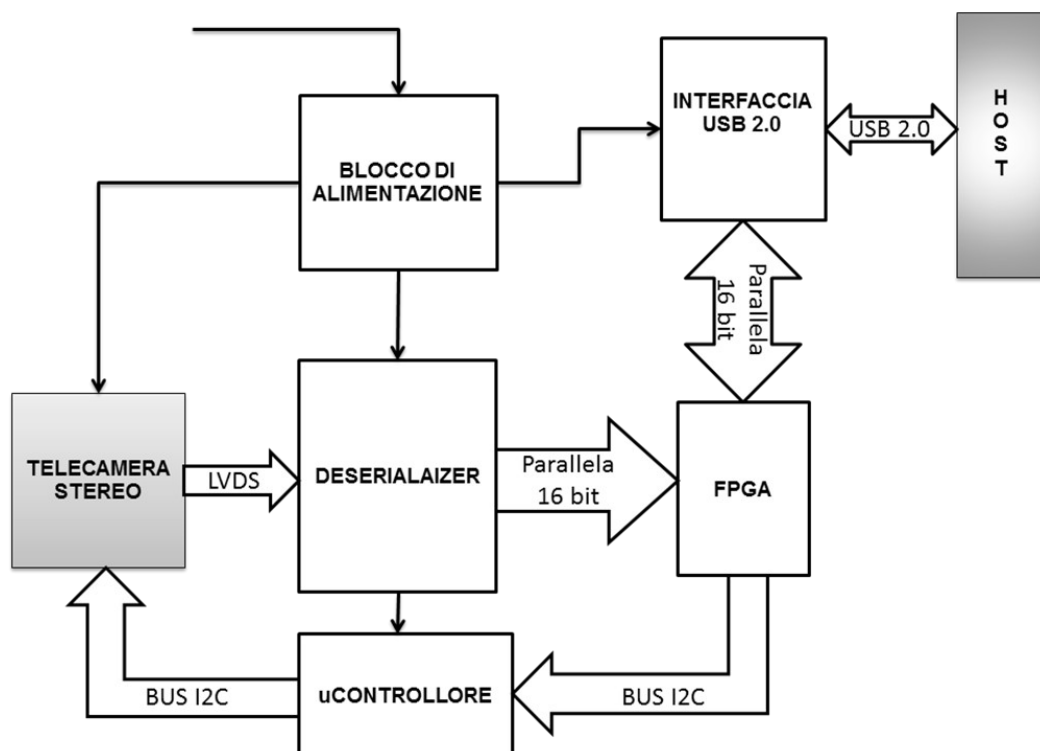 BLOCCO DI
ALIMENTAZIONE
INTERFACCIA
USB 2.0
USB 2.0
H
O
S
T
Parallela
16 bit
TELECAMERA
STEREO
LVDS
DESERIALAIZER
Parallela
16 bit
FPGA
BUS I2C
uCONTROLLORE
BUS I2C